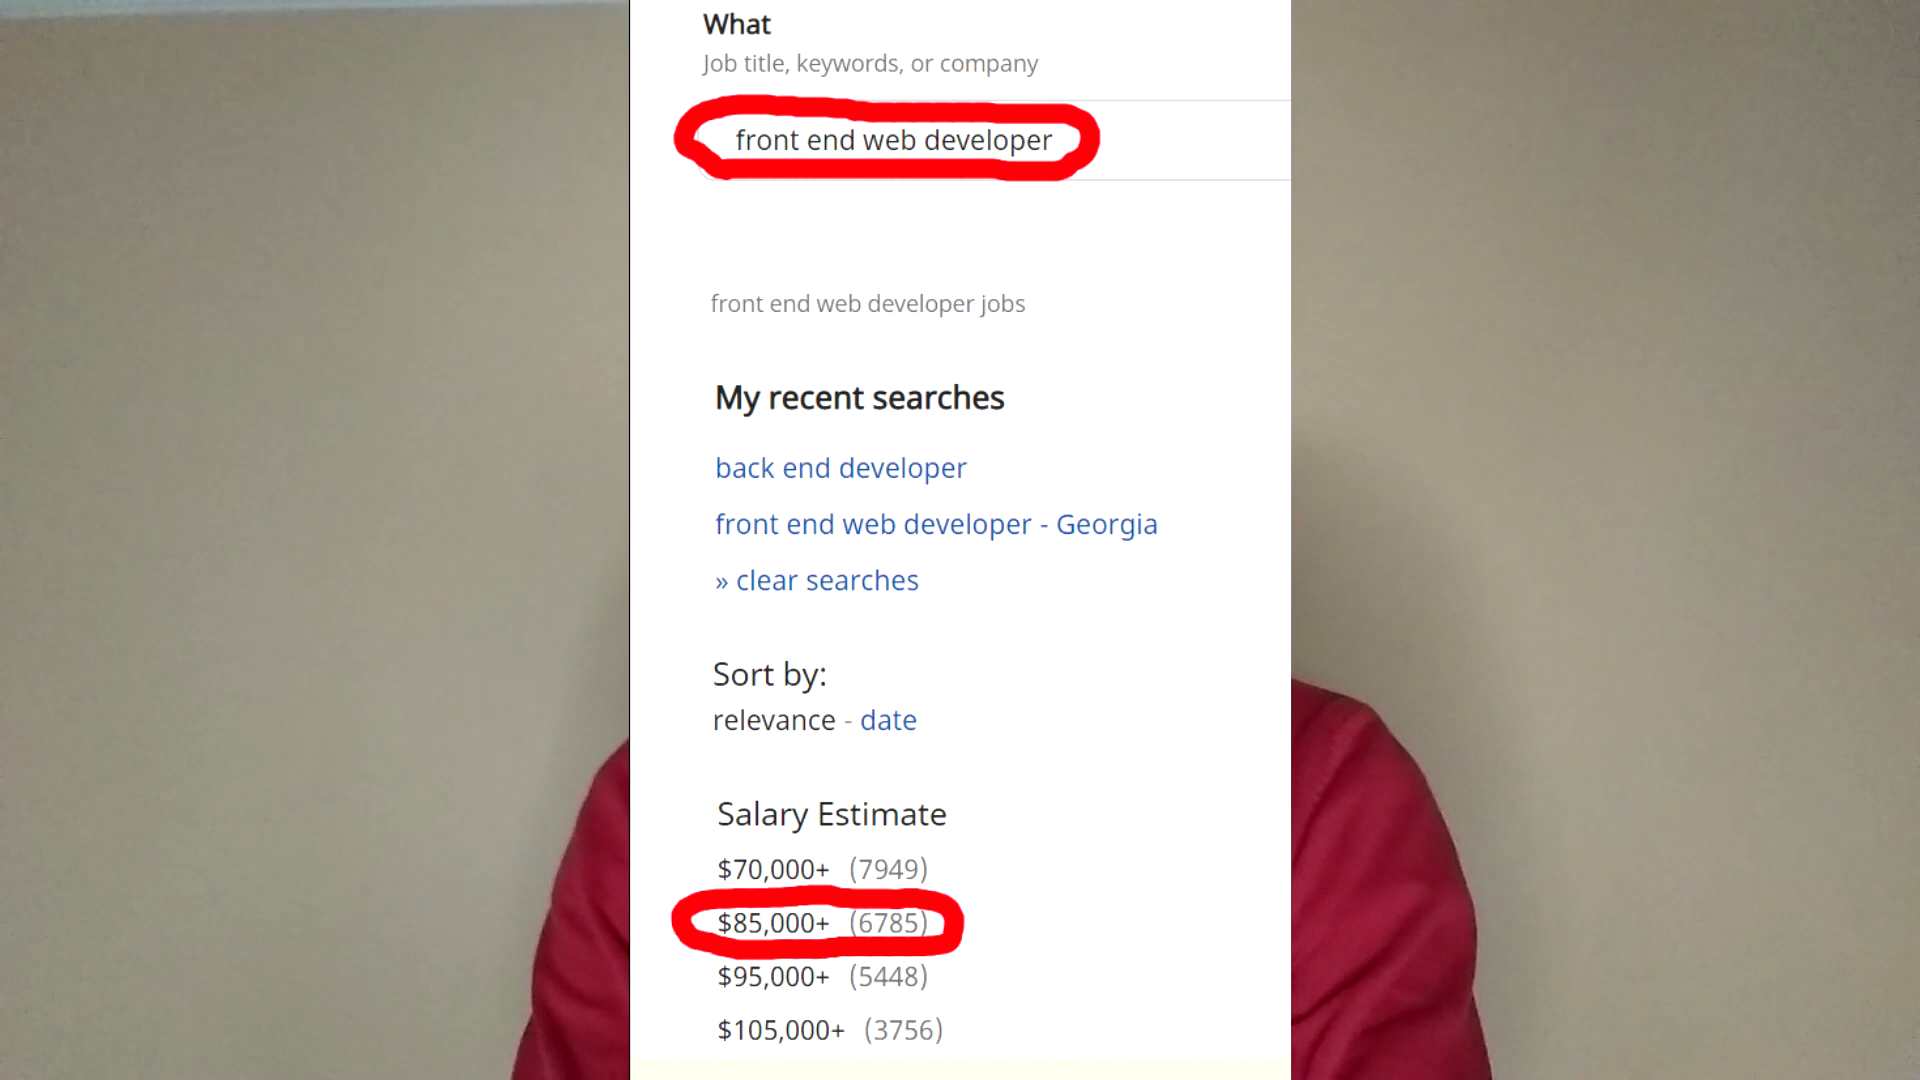 What
Job title, keywords, or company
front end web developer
front end web developer jobs
My recent searches
back end developer
front end web developer - Georgia
» clear searches
Sort by:
relevance - date
Salary Estimate
$70,000+ (7949)
$85,000+ (6785)
$95,000+ (5448)
$105,000+ (3756)